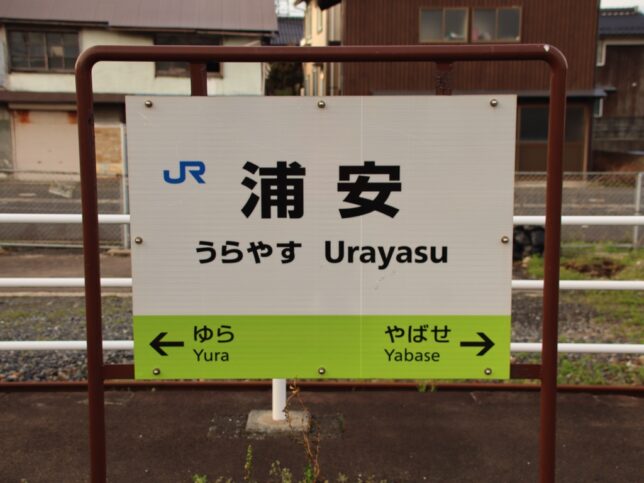 JR 浦安
うらやす Urayasu
← ゆら やばせ →
Yura Yabase